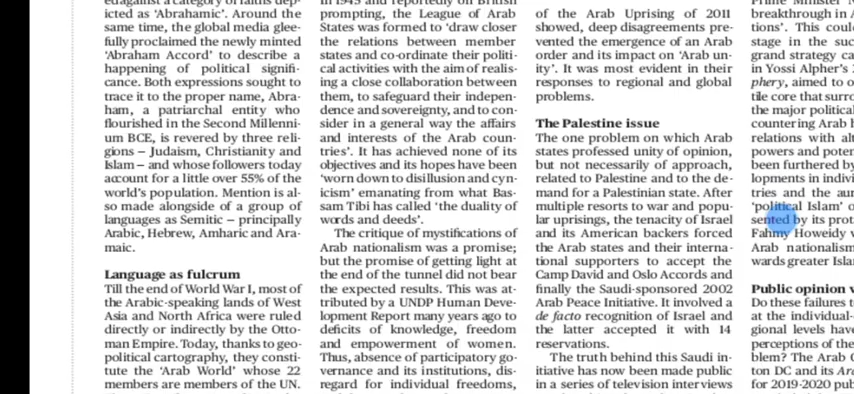 icted as ‘Abrahamic’. Around the
same time, the global media glee-
fully proclaimed the newly minted
‘Abraham Accord’ to describe a
happening of political signifi-
cance. Both expressions sought to
trace it to the proper name, Abra-
ham, a patriarchal entity who
flourished in the Second Millenni-
um BCE, is revered by three reli-
gions – Judaism, Christianity and
Islam – and whose followers today
account for a little over 55% of the
world’s population. Mention is al-
so made alongside of a group of
languages as Semitic – principally
Arabic, Hebrew, Amharic and Ara-
maic.
Language as fulcrum
Till the end of World War I, most of
the Arabic-speaking lands of West
Asia and North Africa were ruled
directly or indirectly by the Otto-
man Empire. Today, thanks to geo-
political cartography, they consti-
tute the ‘Arab World’ whose 22
members are members of the UN.
in 1945 and reportedly on British
prompting, the League of Arab
States was formed to ‘draw closer
the relations between member
states and co-ordinate their politi-
cal activities with the aim of realis-
ing a close collaboration between
them, to safeguard their indepen-
dence and sovereignty, and to con-
sider in a general way the affairs
and interests of the Arab coun-
tries’. It has achieved none of its
objectives and its hopes have been
‘worn down to disillusion and cyn-
icism’ emanating from what Bas-
sam Tibi has called ‘the duality of
words and deeds’.
The critique of mystifications of
Arab nationalism was a promise;
but the promise of getting light at
the end of the tunnel did not bear
the expected results. This was at-
tributed by a UNDP Human Deve-
lopment Report many years ago to
deficits of knowledge, freedom
and empowerment of women.
Thus, absence of participatory go-
vernance and its institutions, dis-
regard for individual freedoms,
of the Arab Uprising of 2011
showed, deep disagreements pre-
vented the emergence of an Arab
order and its impact on ‘Arab un-
ity’. It was most evident in their
responses to regional and global
problems.
The Palestine issue
The one problem on which Arab
states professed unity of opinion,
but not necessarily of approach,
related to Palestine and to the de-
mand for a Palestinian state. After
multiple resorts to war and popu-
lar uprisings, the tenacity of Israel
and its American backers forced
the Arab states and their interna-
tional supporters to accept the
Camp David and Oslo Accords and
finally the Saudi-sponsored 2002
Arab Peace Initiative. It involved a
de facto recognition of Israel and
the latter accepted it with 14
reservations.
The truth behind this Saudi in-
itiative has now been made public
in a series of television interviews
Prime Minister
breakthrough in
tions’. This coul
stage in the suc
grand strategy ca
in Yossi Alpher’s
phery, aimed to o
tile core that surro
the major political
countering Arab
relations with alt
powers and poten
been furthered by
lopments in indivi
tries and the aur
‘political Islam’ o
sented by its prot
Fahmy Howeidy
Arab nationalism
wards greater Isla
Public opinion
Do these failures t
at the individual-
gional levels have
perceptions of the
blem? The Arab
ton DC and its Ara
for 2019-2020 pub